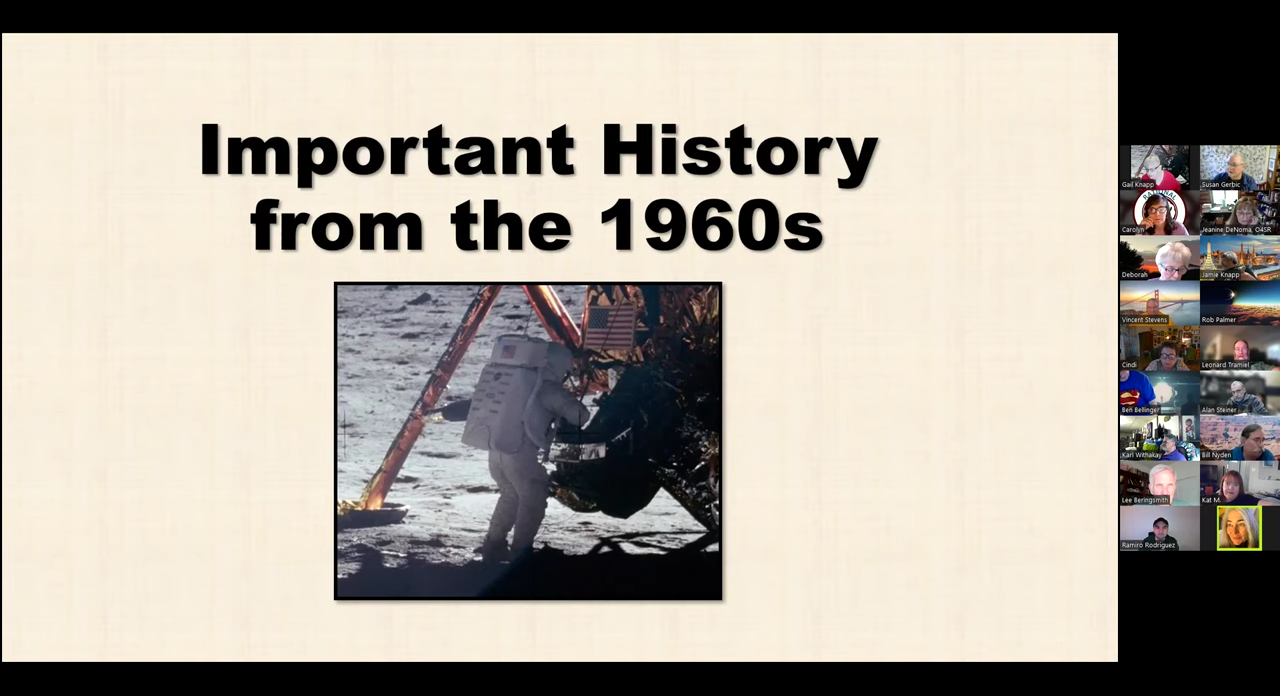 Important History
from the 1960s
Gail Knapp
Susan Gerbic
Carolyn
Jeanine DeNoma, O4SR
Deborah
Jamie Knapp
Vincent Stevens
Rob Palmer
Cindi
Leonard Tramiel
Ben Bellinger
Alan Steiner
Karl Withakay
Bill Nyden
Lee Beringsmith
Kat M.
Ramiro Rodriguez